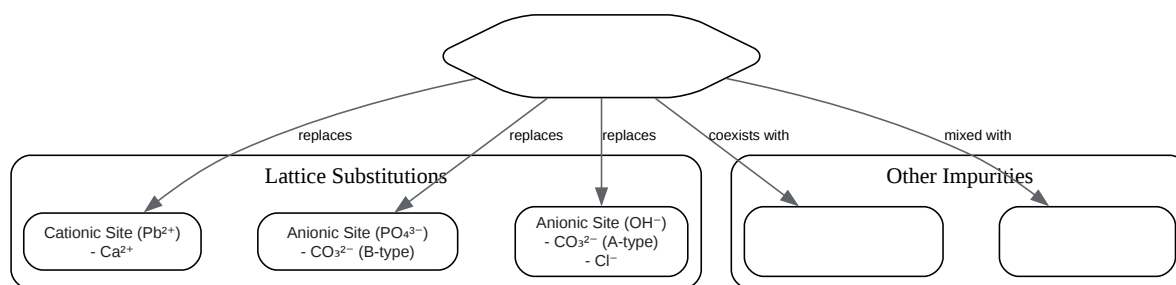 replaces
replaces
replaces
coexists with
mixed with
Lattice Substitutions
Other Impurities
Cationic Site (Pb²⁺)
- Ca²⁺
Anionic Site (PO₄³⁻)
- CO₃²⁻ (B-type)
Anionic Site (OH⁻)
- CO₃²⁻ (A-type)
- Cl⁻